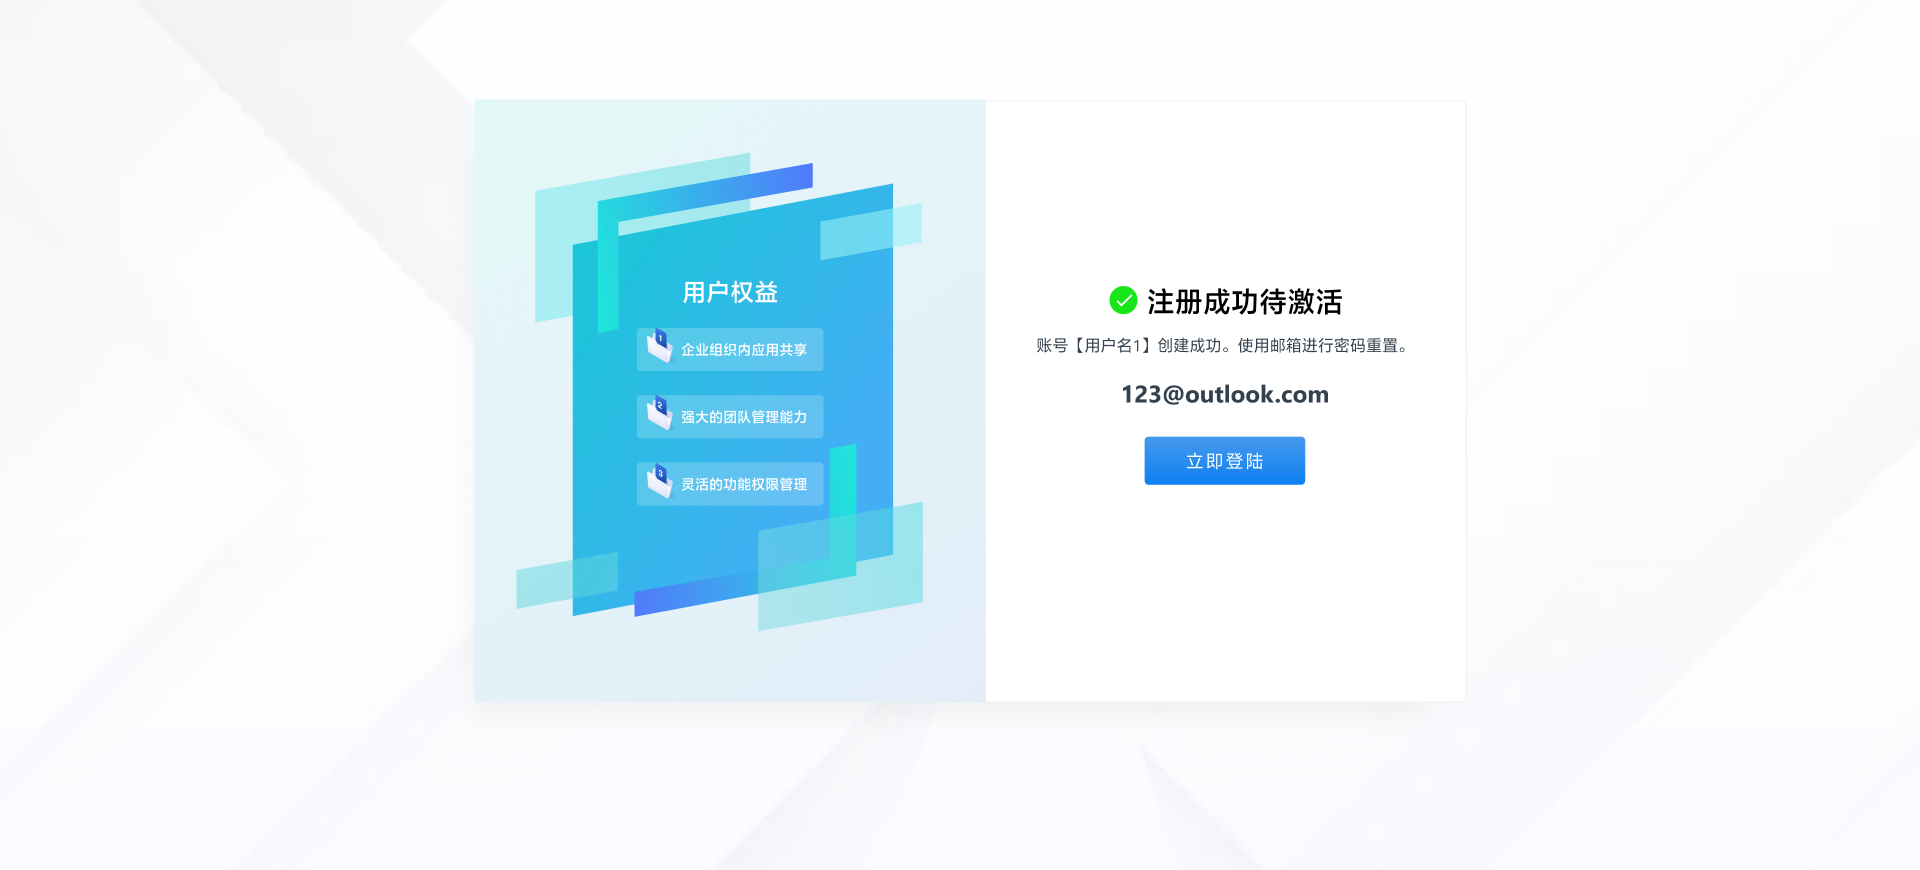 用户权益
1
企业组织内应用共享
2
强大的团队管理能力
3
灵活的功能权限管理
注册成功待激活
账号【用户名1】创建成功。使用邮箱进行密码重置。
123@outlook.com
立即登陆